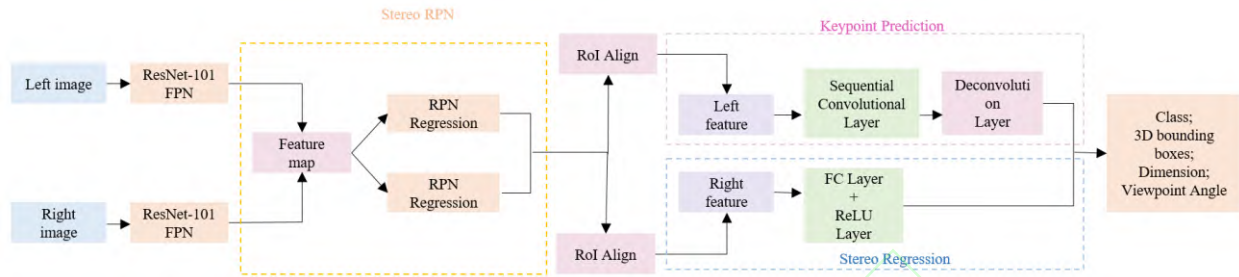 Stereo RPN
Keypoint Prediction
Left image
ResNet-101
FPN
RPN
Regression
RoI Align
Left
feature
Sequential
Convolutional
Layer
Deconvoluti
on Layer
Feature
map
Class;
3D bounding
boxes;
Dimension;
Viewpoint Angle
Right
image
ResNet-101
FPN
RPN
Regression
RoI Align
Right
feature
FC Layer
+
ReLU
Layer
Stereo Regression